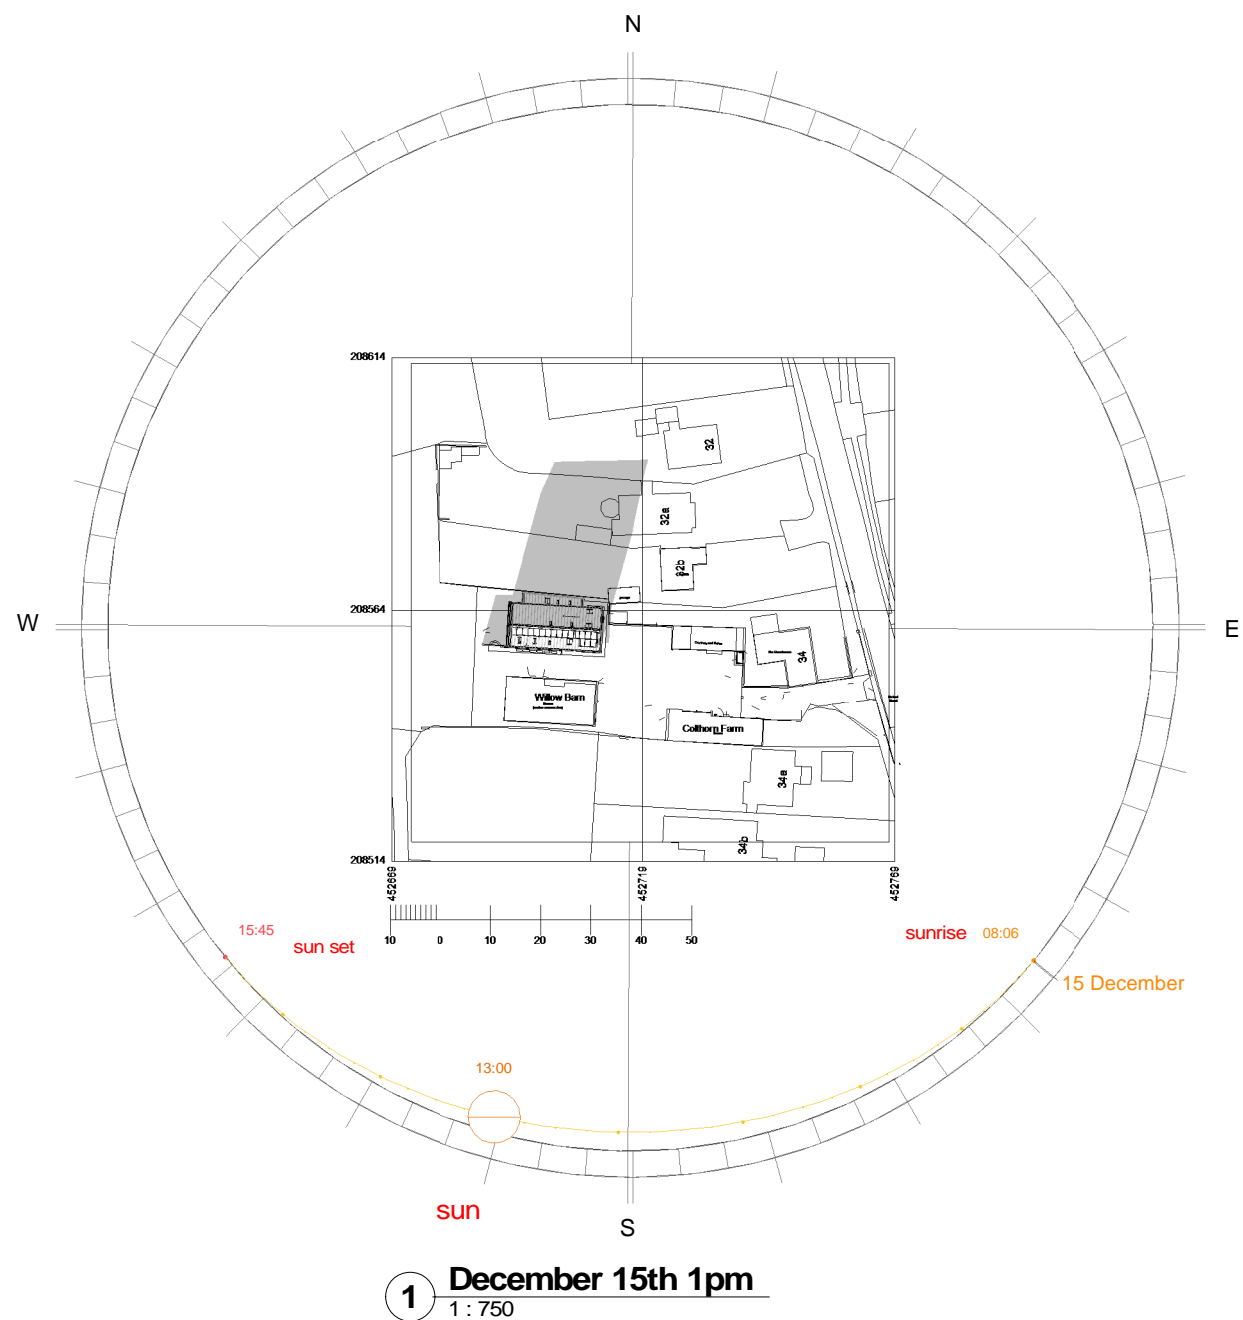 N
208614
32
32a
62b
garage
208564
W
E
34
Willow Barn
Colthorn Farm
34a
34b
208514
452669
452719
452769
10 0 10 20 30 40 50
15:45
sun set
sunrise 08:06
15 December
13:00
sun
S
1
December 15th 1pm
1 : 750